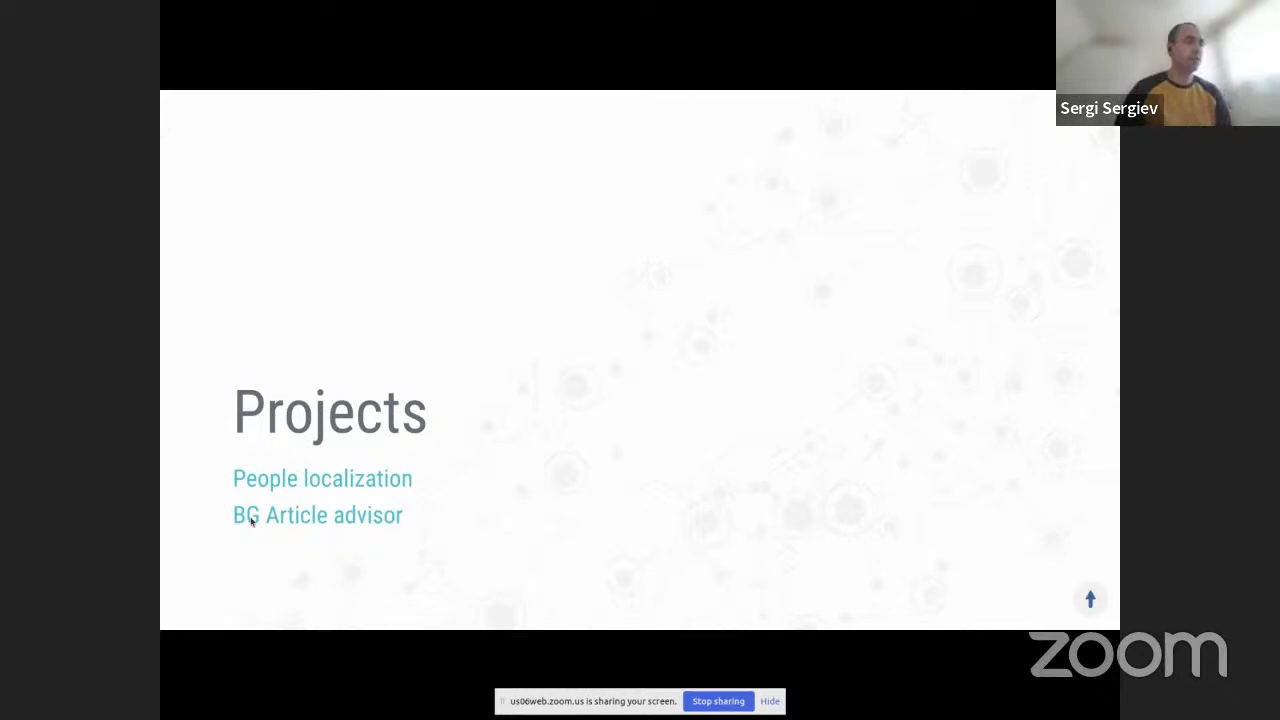 Sergi Sergiev
Projects
People localization
BG Article advisor
zoom
us06web.zoom.us is sharing your screen. Stop sharing Hide